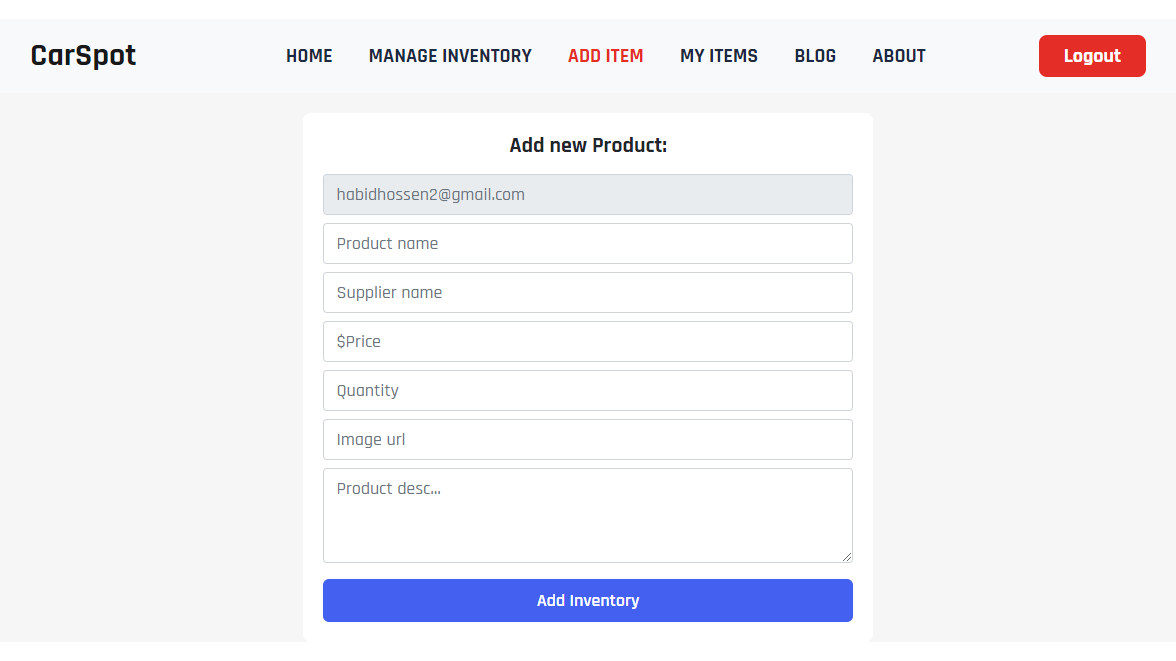 CarSpot HOME MANAGE INVENTORY ADD ITEM MY ITEMS BLOG ABOUT Logout
Add new Product:
habidhossen2@gmail.com
Product name
Supplier name
$Price
Quantity
Image url
Product desc...
Add Inventory